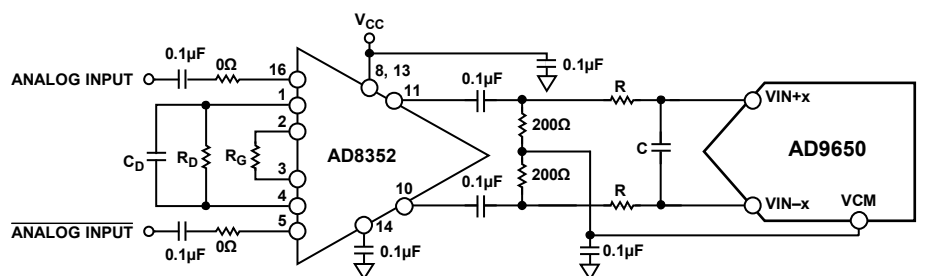 VCC
0.1µF
0Ω
ANALOG INPUT
16
8, 13
0.1µF
0.1µF
11
R
VIN+x
1
2
200Ω
CD
RD
RG
AD8352
C
AD9650
3
200Ω
4
10
0.1µF
R
VIN–x
VCM
ANALOG INPUT
5
14
0.1µF
0Ω
0.1µF
0.1µF